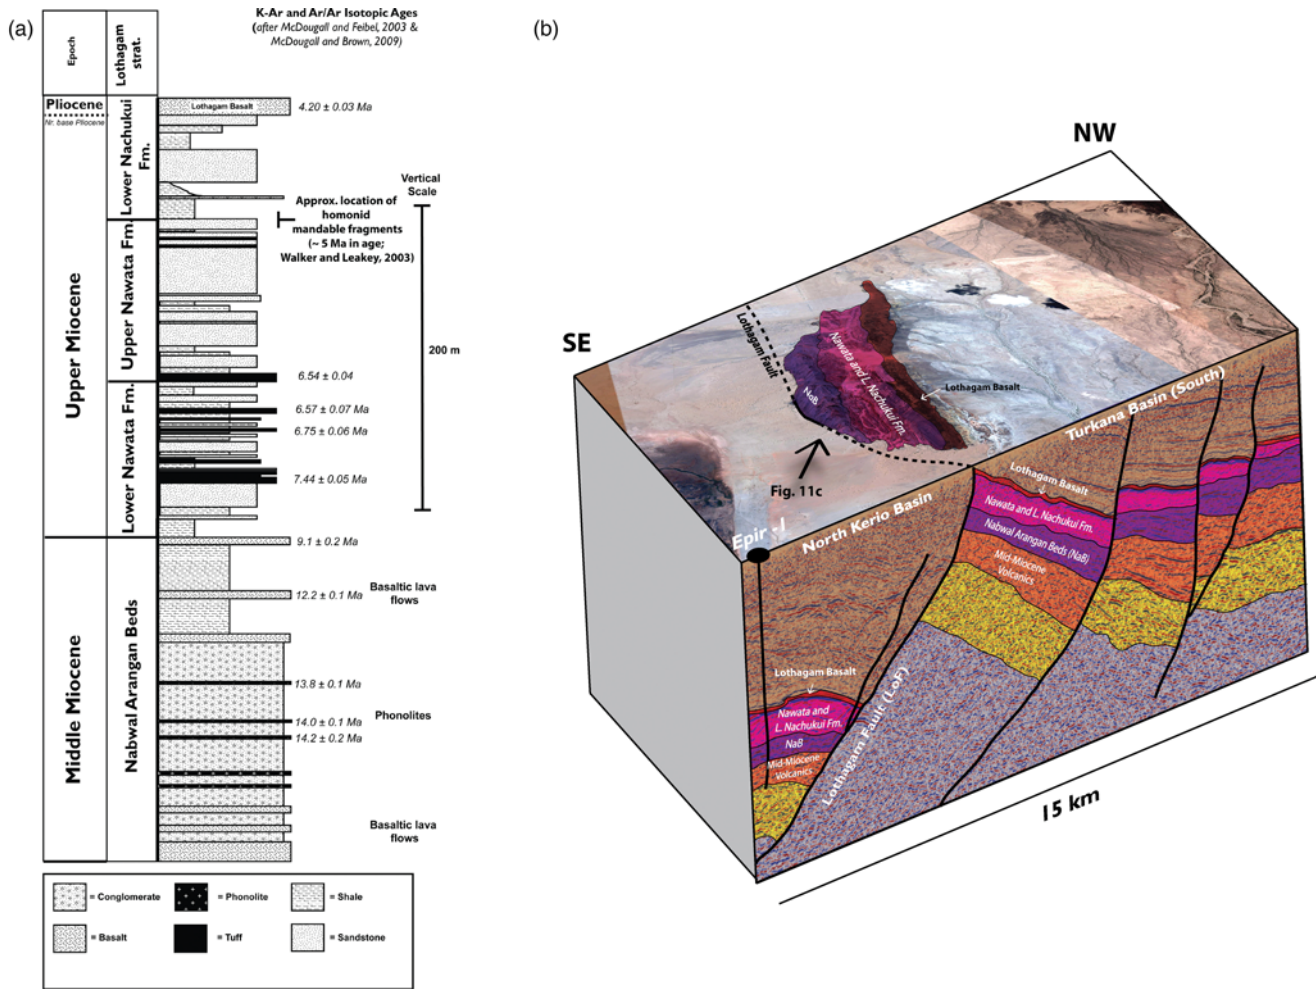 (a)
K-Ar and Ar/Ar Isotopic Ages
(after McDougall and Feibel, 2003 &
McDougall and Brown, 2009)
Epoch
Lothagam
strat.
Pliocene
Nr. base Pliocene
Upper Miocene
Middle Miocene
Lower Nachukui
Fm.
Upper Nawata Fm.
Lower Nawata Fm.
Nabwal Arangan Beds
Lothagam Basalt
4.20 ± 0.03 Ma
Vertical
Scale
Approx. location of
homonid
mandable fragments
(~ 5 Ma in age;
Walker and Leakey, 2003)
200 m
6.54 ± 0.04
6.57 ± 0.07 Ma
6.75 ± 0.06 Ma
7.44 ± 0.05 Ma
9.1 ± 0.2 Ma
Basaltic lava
flows
12.2 ± 0.1 Ma
13.8 ± 0.1 Ma
14.0 ± 0.1 Ma
Phonolites
14.2 ± 0.2 Ma
Basaltic lava
flows
= Conglomerate
= Phonolite
= Shale
= Basalt
= Tuff
= Sandstone
(b)
NW
SE
Lothagam Fault
NaB
Nawata and L. Nachukui Fm.
Lothagam Basalt
Fig. 11c
Turkana Basin (South)
North Kerio Basin
Epir -I
Lothagam Basalt
Nawata and L. Nachukui Fm.
Nabwal Arangan Beds (NaB)
Mid-Miocene
Volcanics
Lothagam Basalt
Nawata and
L. Nachukui Fm.
NaB
Mid-Miocene
Volcanics
Lothagam Fault (LoF)
15 km